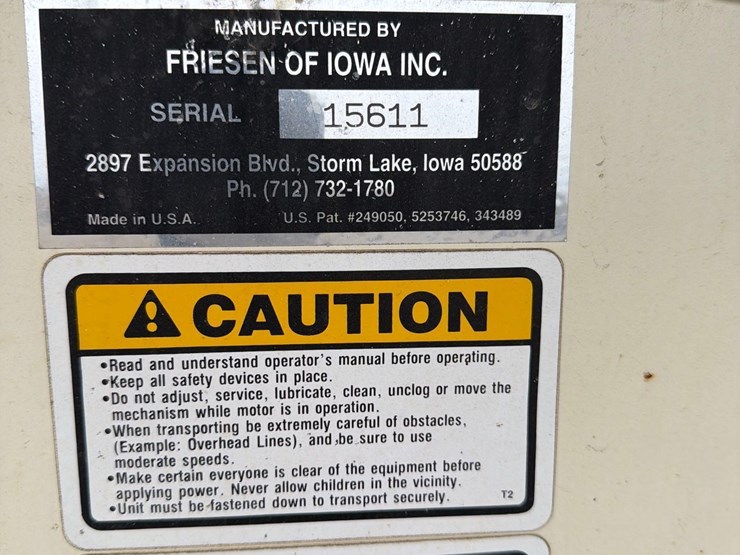 MANUFACTURED BY
FRIESEN OF IOWA INC.
SERIAL 15611
2897 Expansion Blvd., Storm Lake, Iowa 50588
Ph. (712) 732-1780
Made in U.S.A. U.S. Pat. #249050, 5253746, 343489
CAUTION
•Read and understand operator's manual before operating.
•Keep all safety devices in place.
•Do not adjust, service, lubricate, clean, unclog or move the
mechanism while motor is in operation.
•When transporting be extremely careful of obstacles,
(Example: Overhead Lines), and be sure to use
moderate speeds.
•Make certain everyone is clear of the equipment before
applying power. Never allow children in the vicinity.
•Unit must be fastened down to transport securely. T2